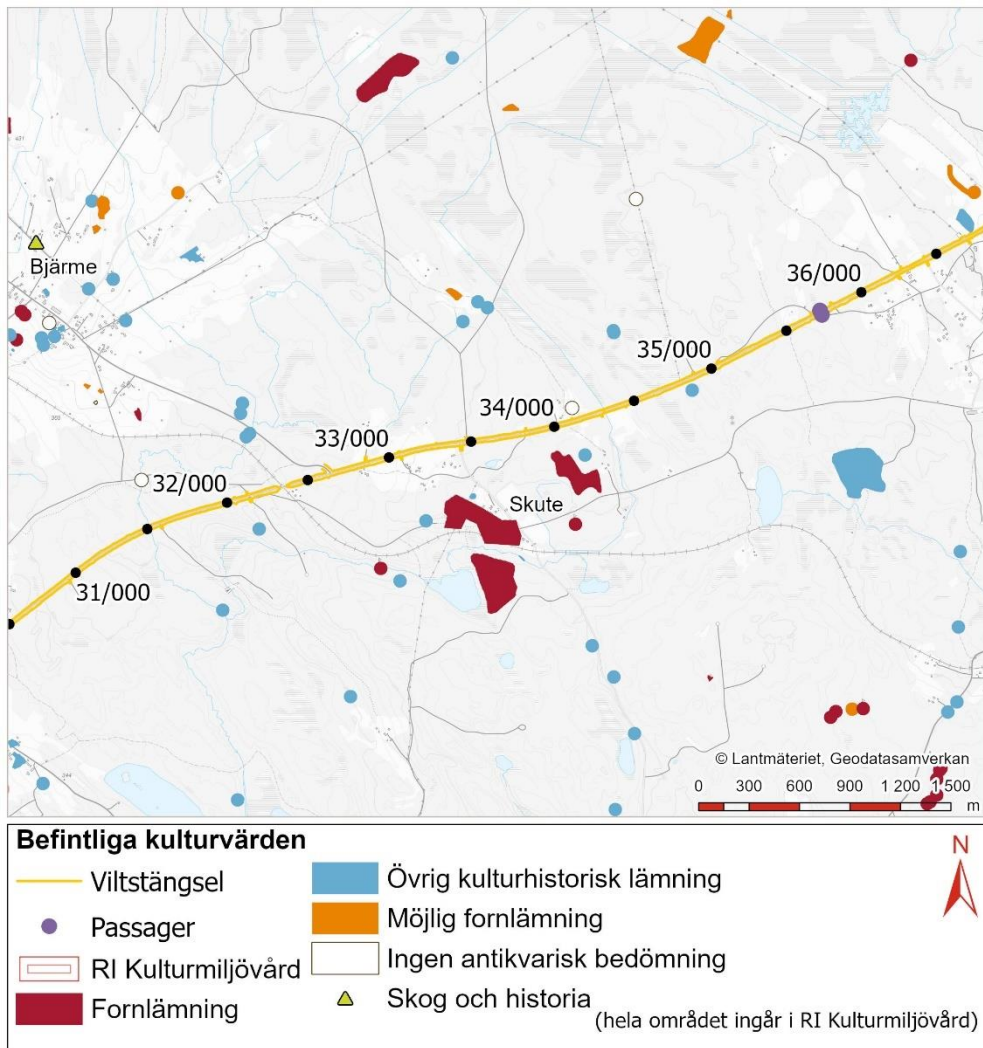 Bjärme
36/000
35/000
34/000
33/000
32/000
Skute
31/000
© Lantmäteriet, Geodatasamverkan
0 300 600 900 1 200 1 500
m
Befintliga kulturvärden
Viltstängsel
Passager
RI Kulturmiljövård
Fornlämning
Övrig kulturhistorisk lämning
Möjlig fornlämning
Ingen antikvarisk bedömning
Skog och historia
(hela området ingår i RI Kulturmiljövård)
N